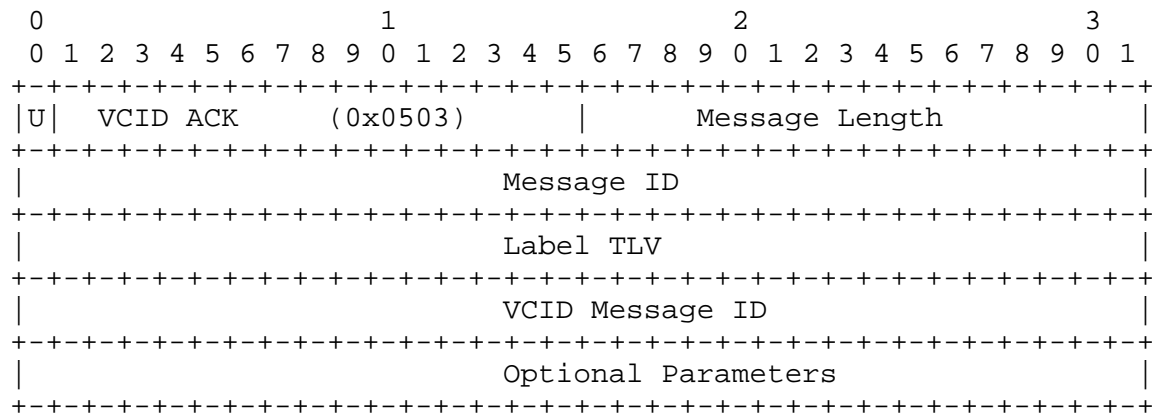 0                   1                   2                   3
 0 1 2 3 4 5 6 7 8 9 0 1 2 3 4 5 6 7 8 9 0 1 2 3 4 5 6 7 8 9 0 1
+-+-+-+-+-+-+-+-+-+-+-+-+-+-+-+-+-+-+-+-+-+-+-+-+-+-+-+-+-+-+-+-+
|U|  VCID ACK     (0x0503)      |      Message Length           |
+-+-+-+-+-+-+-+-+-+-+-+-+-+-+-+-+-+-+-+-+-+-+-+-+-+-+-+-+-+-+-+-+
|                           Message ID                          |
+-+-+-+-+-+-+-+-+-+-+-+-+-+-+-+-+-+-+-+-+-+-+-+-+-+-+-+-+-+-+-+-+
|                           Label TLV                           |
+-+-+-+-+-+-+-+-+-+-+-+-+-+-+-+-+-+-+-+-+-+-+-+-+-+-+-+-+-+-+-+-+
|                           VCID Message ID                     |
+-+-+-+-+-+-+-+-+-+-+-+-+-+-+-+-+-+-+-+-+-+-+-+-+-+-+-+-+-+-+-+-+
|                           Optional Parameters                 |
+-+-+-+-+-+-+-+-+-+-+-+-+-+-+-+-+-+-+-+-+-+-+-+-+-+-+-+-+-+-+-+-+